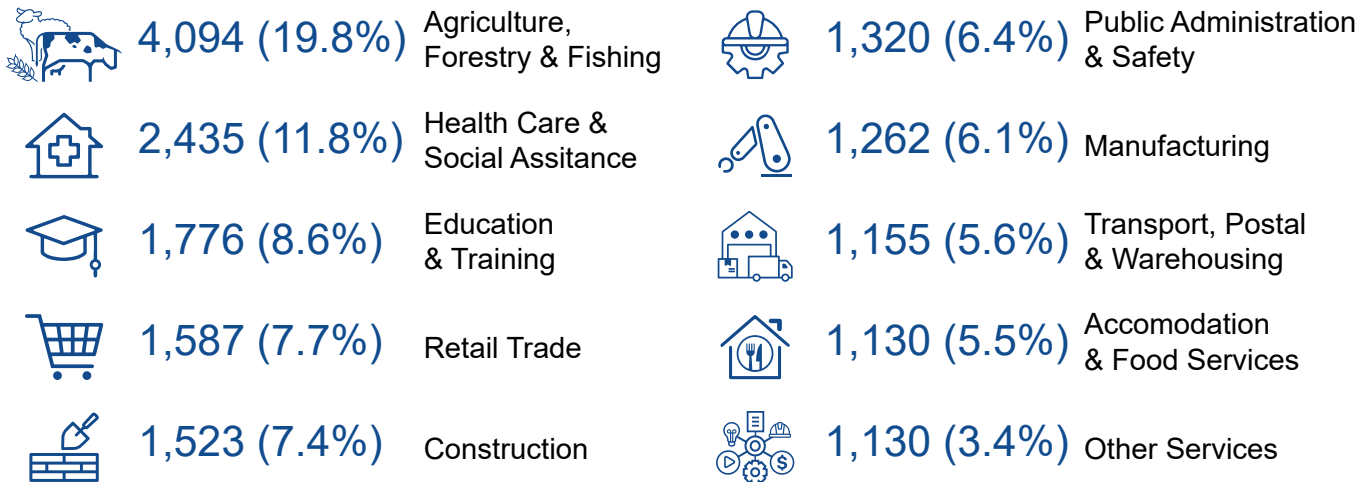 4,094 (19.8%)
Agriculture,
Forestry & Fishing
2,435 (11.8%)
Health Care &
Social Assitance
1,776 (8.6%)
Education
& Training
1,587 (7.7%)
Retail Trade
1,523 (7.4%)
Construction
1,320 (6.4%)
Public Administration
& Safety
1,262 (6.1%)
Manufacturing
1,155 (5.6%)
Transport, Postal
& Warehousing
1,130 (5.5%)
Accomodation
& Food Services
1,130 (3.4%)
Other Services
$